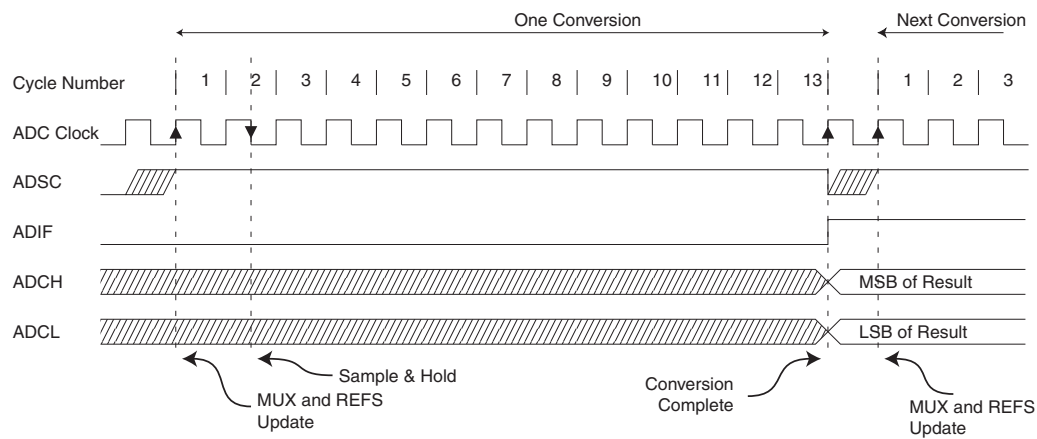 One Conversion
Next Conversion
Cycle Number 1 2 3 4 5 6 7 8 9 10 11 12 13 1 2 3
ADC Clock
ADSC
ADIF
ADCH MSB of Result
ADCL LSB of Result
Sample & Hold
MUX and REFS
Update
Conversion
Complete
MUX and REFS
Update